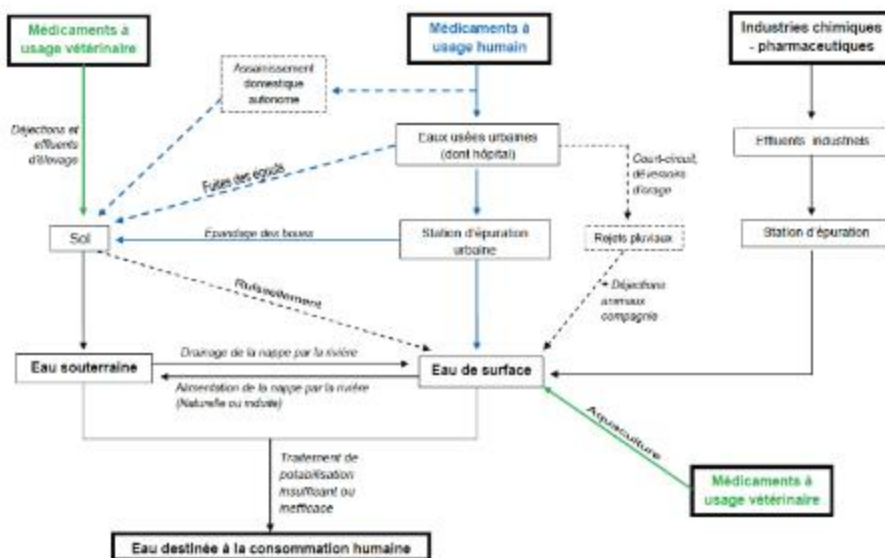 Médicaments à
usage vétérinaire
Médicaments à
usage humain
Industries chimiques
- pharmaceutiques
Assainissement
domestique
autonome
Déjections et
effluents
d'élevage
Eaux usées urbaines
(dont hôpital)
Effluents industriels
Court-circuit,
déversoirs
d'orage
Fuites des égouts
Sol
Epandage des boues
Station d'épuration
urbaine
Rejets pluviaux
Station d'épuration
Ruissellement
+ Déjections
animaux
compagnie
Eau souterraine
Drainage de la nappe par la rivière
Alimentation de la nappe par la rivière
(Naturelle ou induite)
Eau de surface
Aquaculture
Traitement de
potabilisation
insuffisant ou
inefficace
Médicaments à
usage vétérinaire
Eau destinée à la consommation humaine